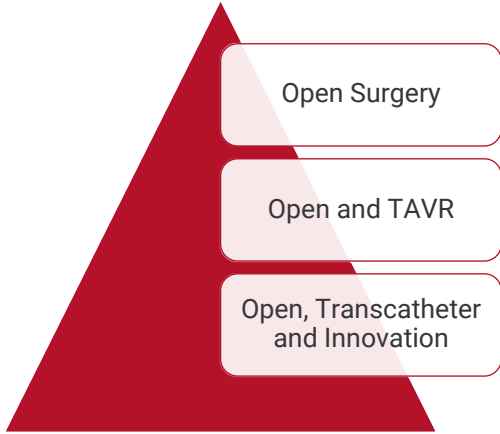 Open Surgery
Open and TAVR
Open, Transcatheter
and Innovation